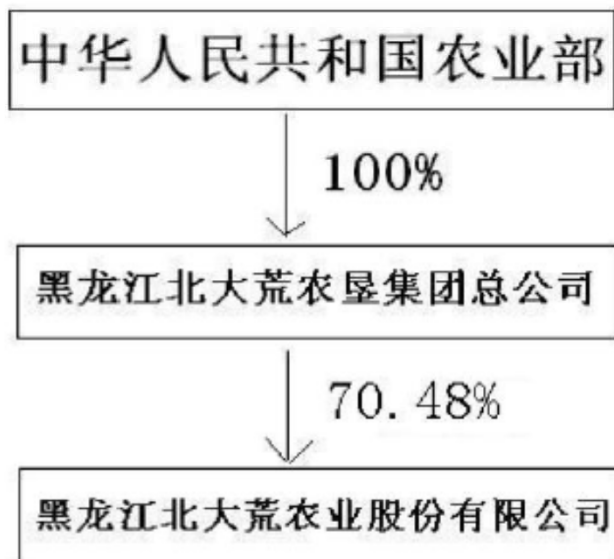 中华人民共和国农业部
100%
黑龙江北大荒农垦集团总公司
70.48%
黑龙江北大荒农业股份有限公司